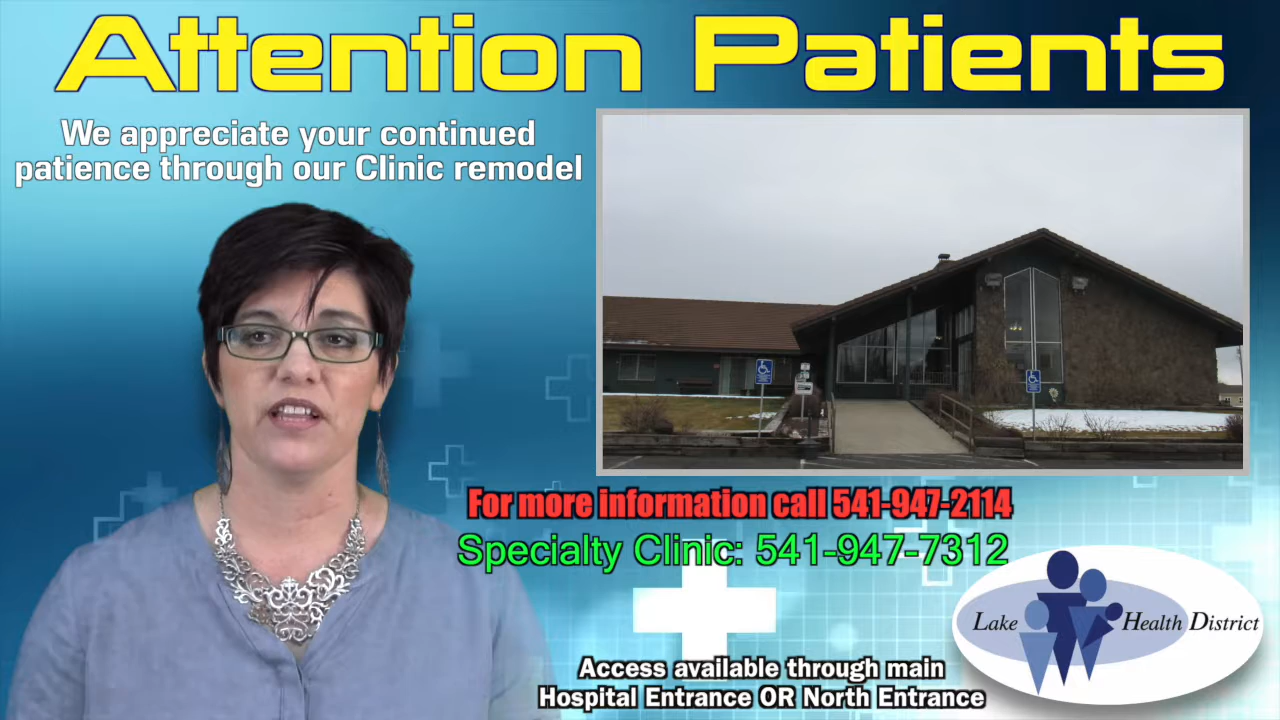 Attention Patients
We appreciate your continued
patience through our Clinic remodel
For more information call 541-947-2114
Specialty Clinic: 541-947-7312
Lake Health District
Access available through main
Hospital Entrance OR North Entrance